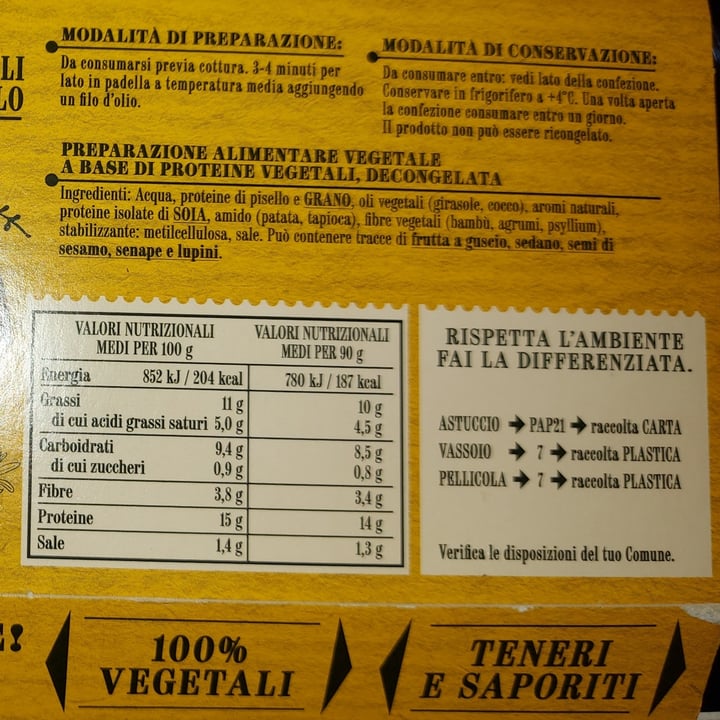 LI
LO
MODALITÀ DI PREPARAZIONE:
Da consumarsi previa cottura. 3-4 minuti per
lato in padella a temperatura media aggiungendo
un filo d'olio.
MODALITÀ DI CONSERVAZIONE:
Da consumare entro: vedi lato della confezione.
Conservare in frigorifero a +4°C. Una volta aperta
la confezione consumare entro un giorno.
Il prodotto non può essere ricongelato.
PREPARAZIONE ALIMENTARE VEGETALE
A BASE DI PROTEINE VEGETALI, DECONGELATA
Ingredienti: Acqua, proteine di pisello e GRANO, oli vegetali (girasole, cocco), aromi naturali,
proteine isolate di SOIA, amido (patata, tapioca), fibre vegetali (bambù, agrumi, psyllium),
stabilizzante: metilcellulosa, sale. Può contenere tracce di frutta a guscio, sedano, semi di
sesamo, senape e lupini.
VALORI NUTRIZIONALI
MEDI PER 100 g
VALORI NUTRIZIONALI
MEDI PER 90 g
Energia 852 kJ / 204 kcal 780 kJ / 187 kcal
Grassi 11 g 10 g
di cui acidi grassi saturi 5,0 g 4,5 g
Carboidrati 9,4 g 8,5 g
di cui zuccheri 0,9 g 0,8 g
Fibre 3,8 g 3,4 g
Proteine 15 g 14 g
Sale 1,4 g 1,3 g
RISPETTA L'AMBIENTE
FAI LA DIFFERENZIATA.
ASTUCCIO → PAP21 → raccolta CARTA
VASSOIO → 7 → raccolta PLASTICA
PELLICOLA → 7 → raccolta PLASTICA
Verifica le disposizioni del tuo Comune.
E!
100%
VEGETALI
TENERI
E SAPORITI